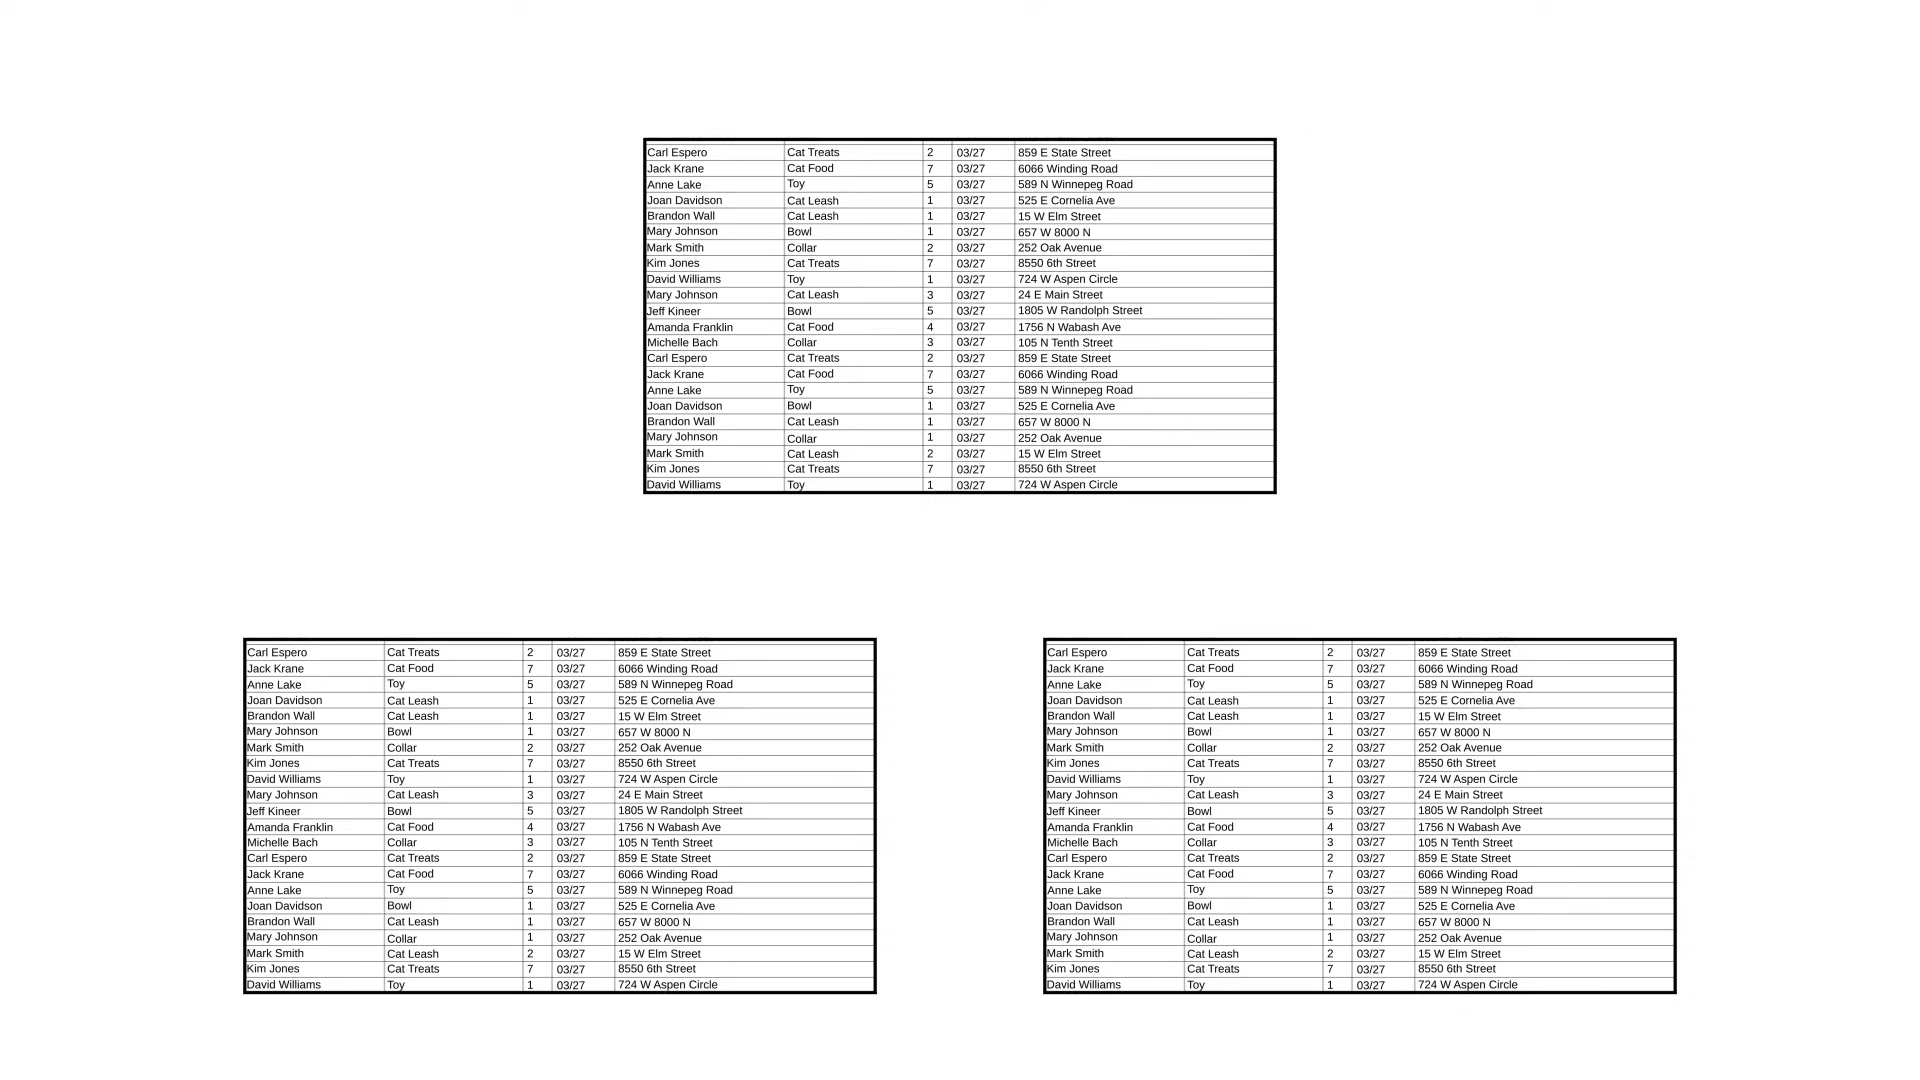 Carl Espero Cat Treats 2 03/27 859 E State Street
Jack Krane Cat Food 7 03/27 6066 Winding Road
Anne Lake Toy 5 03/27 589 N Winnepeg Road
Joan Davidson Cat Leash 1 03/27 525 E Cornelia Ave
Brandon Wall Cat Leash 1 03/27 15 W Elm Street
Mary Johnson Bowl 1 03/27 657 W 8000 N
Mark Smith Collar 2 03/27 252 Oak Avenue
Kim Jones Cat Treats 7 03/27 8550 6th Street
David Williams Toy 1 03/27 724 W Aspen Circle
Mary Johnson Cat Leash 3 03/27 24 E Main Street
Jeff Kineer Bowl 5 03/27 1805 W Randolph Street
Amanda Franklin Cat Food 4 03/27 1756 N Wabash Ave
Michelle Bach Collar 3 03/27 105 N Tenth Street
Carl Espero Cat Treats 2 03/27 859 E State Street
Jack Krane Cat Food 7 03/27 6066 Winding Road
Anne Lake Toy 5 03/27 589 N Winnepeg Road
Joan Davidson Bowl 1 03/27 525 E Cornelia Ave
Brandon Wall Cat Leash 1 03/27 657 W 8000 N
Mary Johnson Collar 1 03/27 252 Oak Avenue
Mark Smith Cat Leash 2 03/27 15 W Elm Street
Kim Jones Cat Treats 7 03/27 8550 6th Street
David Williams Toy 1 03/27 724 W Aspen Circle
Carl Espero Cat Treats 2 03/27 859 E State Street
Jack Krane Cat Food 7 03/27 6066 Winding Road
Anne Lake Toy 5 03/27 589 N Winnepeg Road
Joan Davidson Cat Leash 1 03/27 525 E Cornelia Ave
Brandon Wall Cat Leash 1 03/27 15 W Elm Street
Mary Johnson Bowl 1 03/27 657 W 8000 N
Mark Smith Collar 2 03/27 252 Oak Avenue
Kim Jones Cat Treats 7 03/27 8550 6th Street
David Williams Toy 1 03/27 724 W Aspen Circle
Mary Johnson Cat Leash 3 03/27 24 E Main Street
Jeff Kineer Bowl 5 03/27 1805 W Randolph Street
Amanda Franklin Cat Food 4 03/27 1756 N Wabash Ave
Michelle Bach Collar 3 03/27 105 N Tenth Street
Carl Espero Cat Treats 2 03/27 859 E State Street
Jack Krane Cat Food 7 03/27 6066 Winding Road
Anne Lake Toy 5 03/27 589 N Winnepeg Road
Joan Davidson Bowl 1 03/27 525 E Cornelia Ave
Brandon Wall Cat Leash 1 03/27 657 W 8000 N
Mary Johnson Collar 1 03/27 252 Oak Avenue
Mark Smith Cat Leash 2 03/27 15 W Elm Street
Kim Jones Cat Treats 7 03/27 8550 6th Street
David Williams Toy 1 03/27 724 W Aspen Circle
Carl Espero Cat Treats 2 03/27 859 E State Street
Jack Krane Cat Food 7 03/27 6066 Winding Road
Anne Lake Toy 5 03/27 589 N Winnepeg Road
Joan Davidson Cat Leash 1 03/27 525 E Cornelia Ave
Brandon Wall Cat Leash 1 03/27 15 W Elm Street
Mary Johnson Bowl 1 03/27 657 W 8000 N
Mark Smith Collar 2 03/27 252 Oak Avenue
Kim Jones Cat Treats 7 03/27 8550 6th Street
David Williams Toy 1 03/27 724 W Aspen Circle
Mary Johnson Cat Leash 3 03/27 24 E Main Street
Jeff Kineer Bowl 5 03/27 1805 W Randolph Street
Amanda Franklin Cat Food 4 03/27 1756 N Wabash Ave
Michelle Bach Collar 3 03/27 105 N Tenth Street
Carl Espero Cat Treats 2 03/27 859 E State Street
Jack Krane Cat Food 7 03/27 6066 Winding Road
Anne Lake Toy 5 03/27 589 N Winnepeg Road
Joan Davidson Bowl 1 03/27 525 E Cornelia Ave
Brandon Wall Cat Leash 1 03/27 657 W 8000 N
Mary Johnson Collar 1 03/27 252 Oak Avenue
Mark Smith Cat Leash 2 03/27 15 W Elm Street
Kim Jones Cat Treats 7 03/27 8550 6th Street
David Williams Toy 1 03/27 724 W Aspen Circle